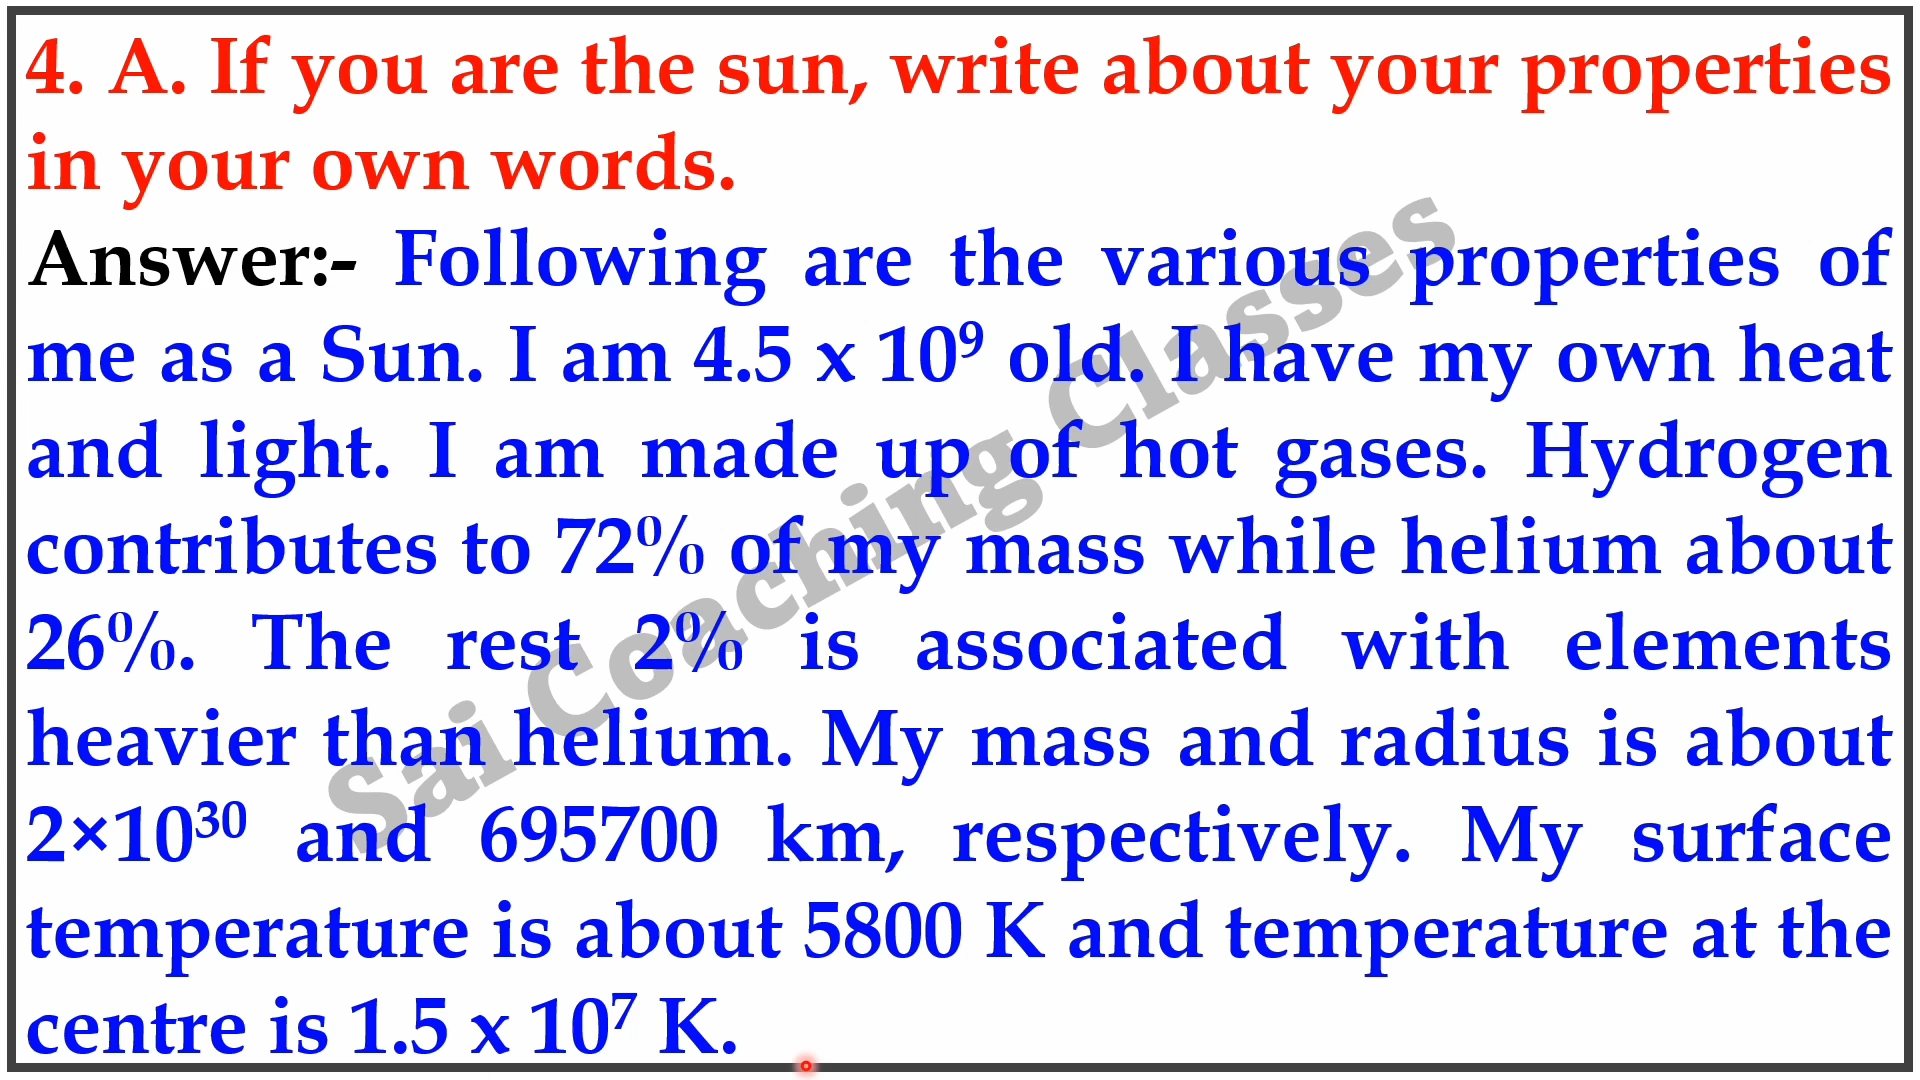 4. A. If you are the sun, write about your properties
in your own words.
Answer:- Following are the various properties of
me as a Sun. I am 4.5 x 10⁹ old. I have my own heat
and light. I am made up of hot gases. Hydrogen
contributes to 72% of my mass while helium about
26%. The rest 2% is associated with elements
heavier than helium. My mass and radius is about
2×10³⁰ and 695700 km, respectively. My surface
temperature is about 5800 K and temperature at the
centre is 1.5 x 10⁷ K.
Sai Coaching Classes